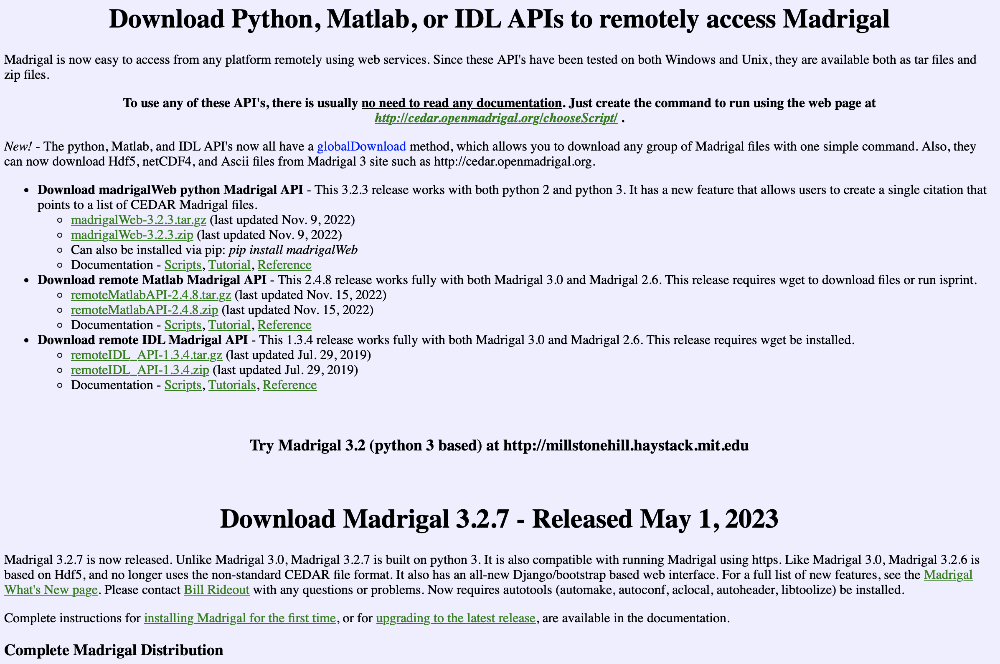 Download Python, Matlab, or IDL APIs to remotely access Madrigal
Madrigal is now easy to access from any platform remotely using web services. Since these API's have been tested on both Windows and Unix, they are available both as tar files and
zip files.
To use any of these API's, there is usually no need to read any documentation. Just create the command to run using the web page at
http://cedar.openmadrigal.org/chooseScript/ .
New! - The python, Matlab, and IDL API's now all have a globalDownload method, which allows you to download any group of Madrigal files with one simple command. Also, they
can now download Hdf5, netCDF4, and Ascii files from Madrigal 3 site such as http://cedar.openmadrigal.org.
• Download madrigalWeb python Madrigal API - This 3.2.3 release works with both python 2 and python 3. It has a new feature that allows users to create a single citation that
points to a list of CEDAR Madrigal files.
◦ madrigalWeb-3.2.3.tar.gz (last updated Nov. 9, 2022)
◦ madrigalWeb-3.2.3.zip (last updated Nov. 9, 2022)
◦ Can also be installed via pip: pip install madrigalWeb
◦ Documentation - Scripts, Tutorial, Reference
• Download remote Matlab Madrigal API - This 2.4.8 release works fully with both Madrigal 3.0 and Madrigal 2.6. This release requires wget to download files or run isprint.
◦ remoteMatlabAPI-2.4.8.tar.gz (last updated Nov. 15, 2022)
◦ remoteMatlabAPI-2.4.8.zip (last updated Nov. 15, 2022)
◦ Documentation - Scripts, Tutorial, Reference
• Download remote IDL Madrigal API - This 1.3.4 release works fully with both Madrigal 3.0 and Madrigal 2.6. This release requires wget be installed.
◦ remoteIDL_API-1.3.4.tar.gz (last updated Jul. 29, 2019)
◦ remoteIDL_API-1.3.4.zip (last updated Jul. 29, 2019)
◦ Documentation - Scripts, Tutorials, Reference
Try Madrigal 3.2 (python 3 based) at http://millstonehill.haystack.mit.edu
Download Madrigal 3.2.7 - Released May 1, 2023
Madrigal 3.2.7 is now released. Unlike Madrigal 3.0, Madrigal 3.2.7 is built on python 3. It is also compatible with running Madrigal using https. Like Madrigal 3.0, Madrigal 3.2.6 is
based on Hdf5, and no longer uses the non-standard CEDAR file format. It also has an all-new Django/bootstrap based web interface. For a full list of new features, see the Madrigal
What's New page. Please contact Bill Rideout with any questions or problems. Now requires autotools (automake, autoconf, aclocal, autoheader, libtoolize) be installed.
Complete instructions for installing Madrigal for the first time, or for upgrading to the latest release, are available in the documentation.
Complete Madrigal Distribution